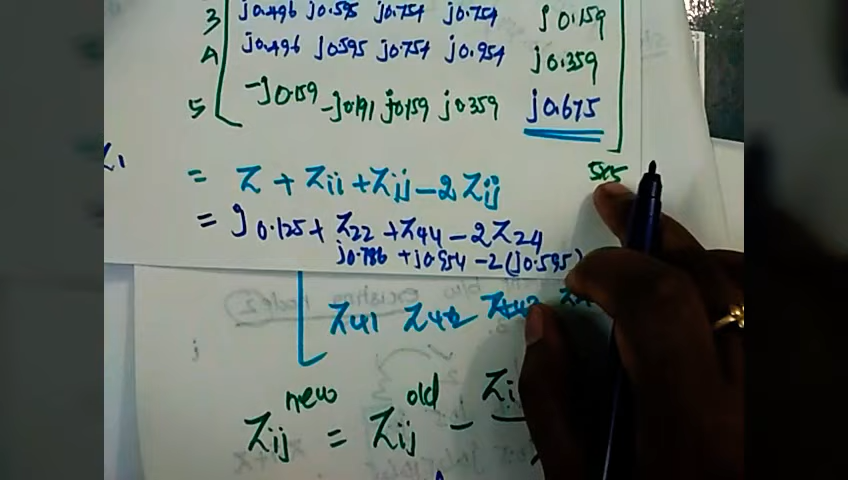 3 j0.496 j0.595 j0.754 j0.754 j0.159
4 j0.496 j0595 j0.754 j0.954 j0.359
5 -j0.159 -j0.191 j0.159 j0.359 j0.675
5x5
= Z + Zii + Zjj - 2Zij
= j0.125 + Z22 + Z44 - 2Z24
j0.786 + j0.954 - 2(j0.595)
Z41 Z42
Zij new = Zij old -